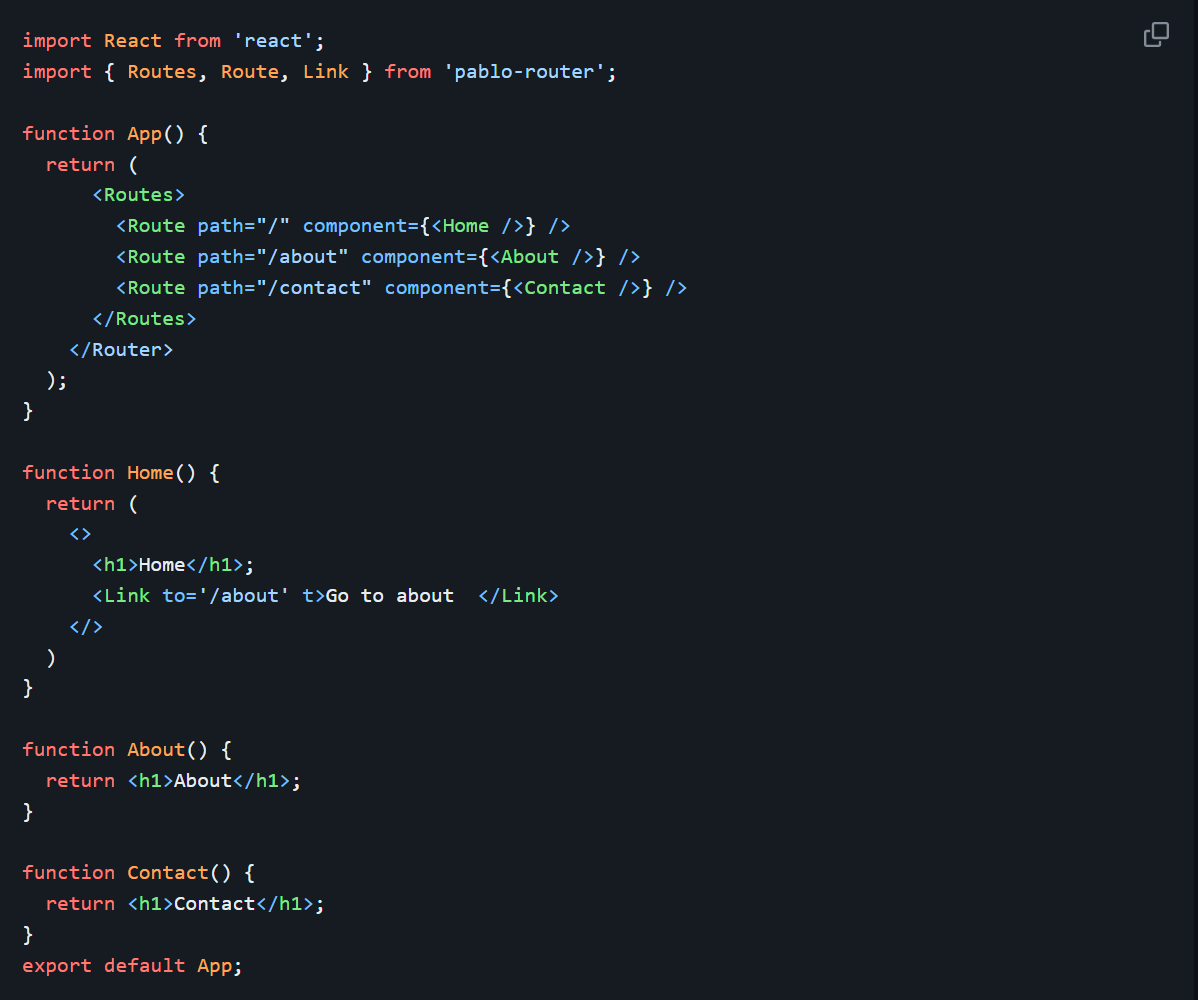 import React from 'react';
import { Routes, Route, Link } from 'pablo-router';

function App() {
  return (
      <Routes>
        <Route path="/" component={<Home />} />
        <Route path="/about" component={<About />} />
        <Route path="/contact" component={<Contact />} />
      </Routes>
    </Router>
  );
}

function Home() {
  return (
    <>
      <h1>Home</h1>;
      <Link to='/about' t>Go to about  </Link>
    </>
  )
}

function About() {
  return <h1>About</h1>;
}

function Contact() {
  return <h1>Contact</h1>;
}
export default App;